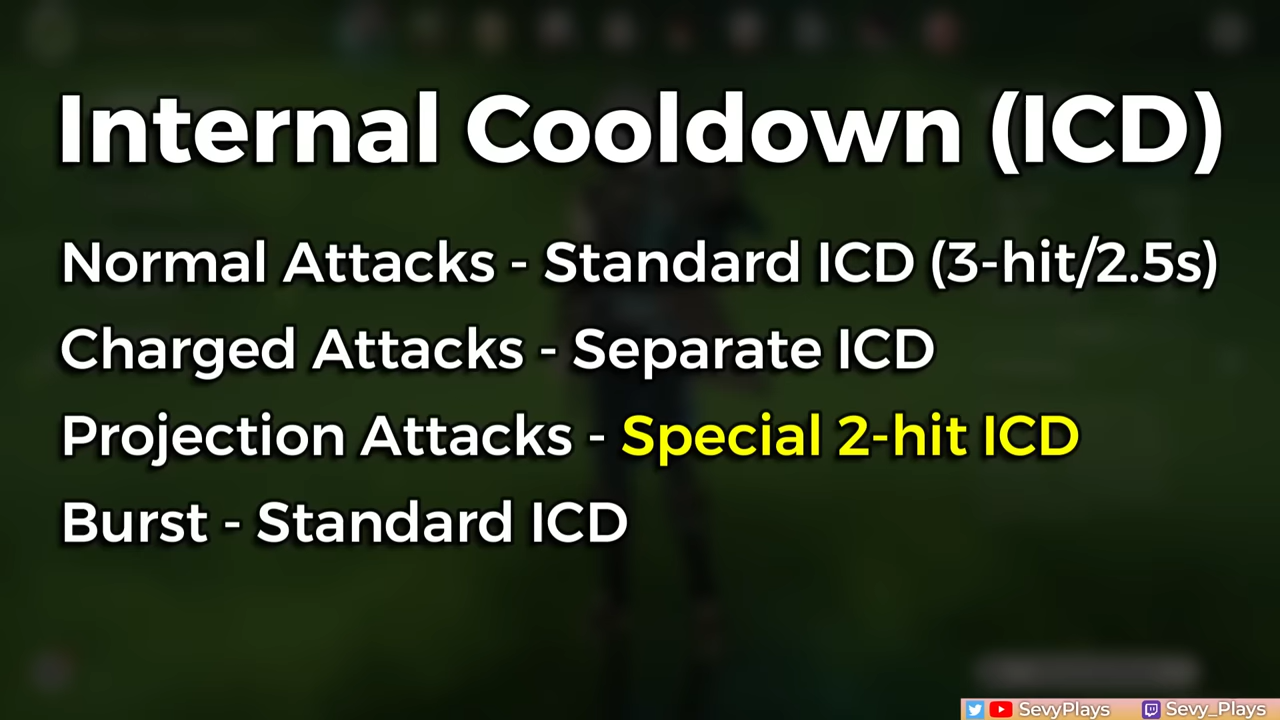 Internal Cooldown (ICD)
Normal Attacks - Standard ICD (3-hit/2.5s)
Charged Attacks - Separate ICD
Projection Attacks - Special 2-hit ICD
Burst - Standard ICD
SevyPlays Sevy_Plays